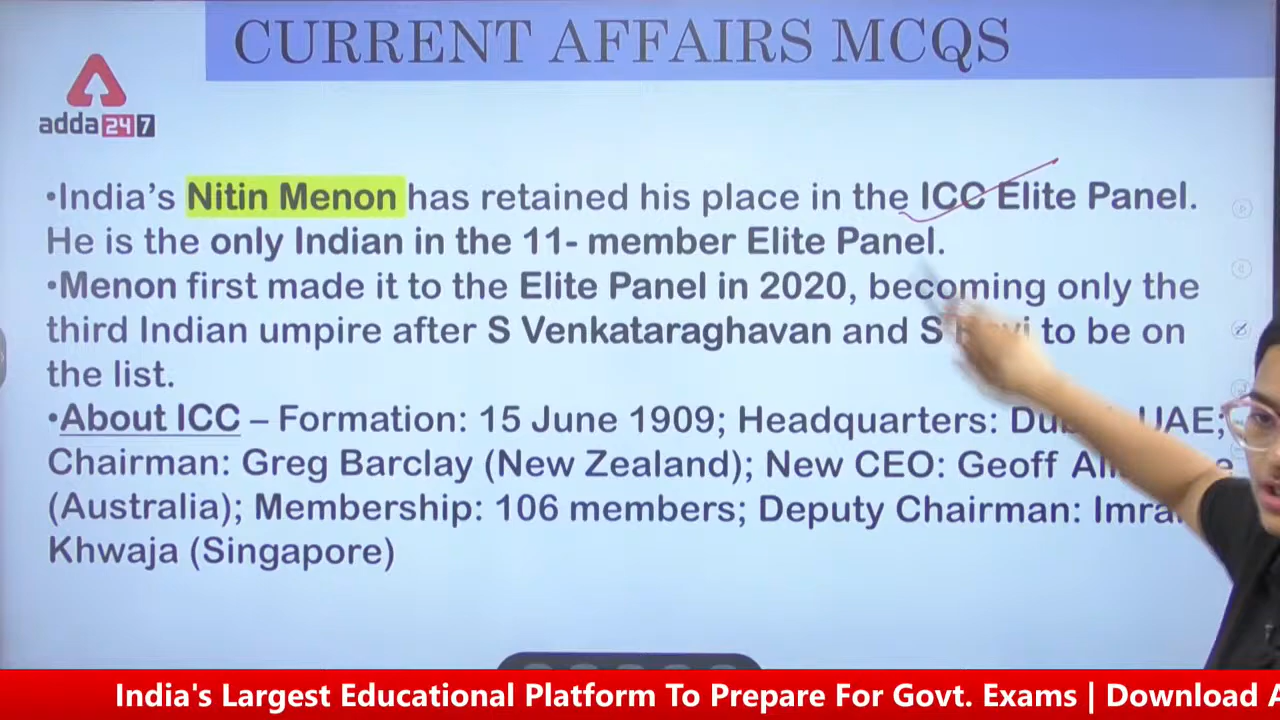 CURRENT AFFAIRS MCQS
adda247
•India's Nitin Menon has retained his place in the ICC Elite Panel.
He is the only Indian in the 11- member Elite Panel.
•Menon first made it to the Elite Panel in 2020, becoming only the
third Indian umpire after S Venkataraghavan and S to be on
the list.
•About ICC – Formation: 15 June 1909; Headquarters: UAE;
Chairman: Greg Barclay (New Zealand); New CEO: Geoff
(Australia); Membership: 106 members; Deputy Chairman: Imran
Khwaja (Singapore)
India's Largest Educational Platform To Prepare For Govt. Exams | Download